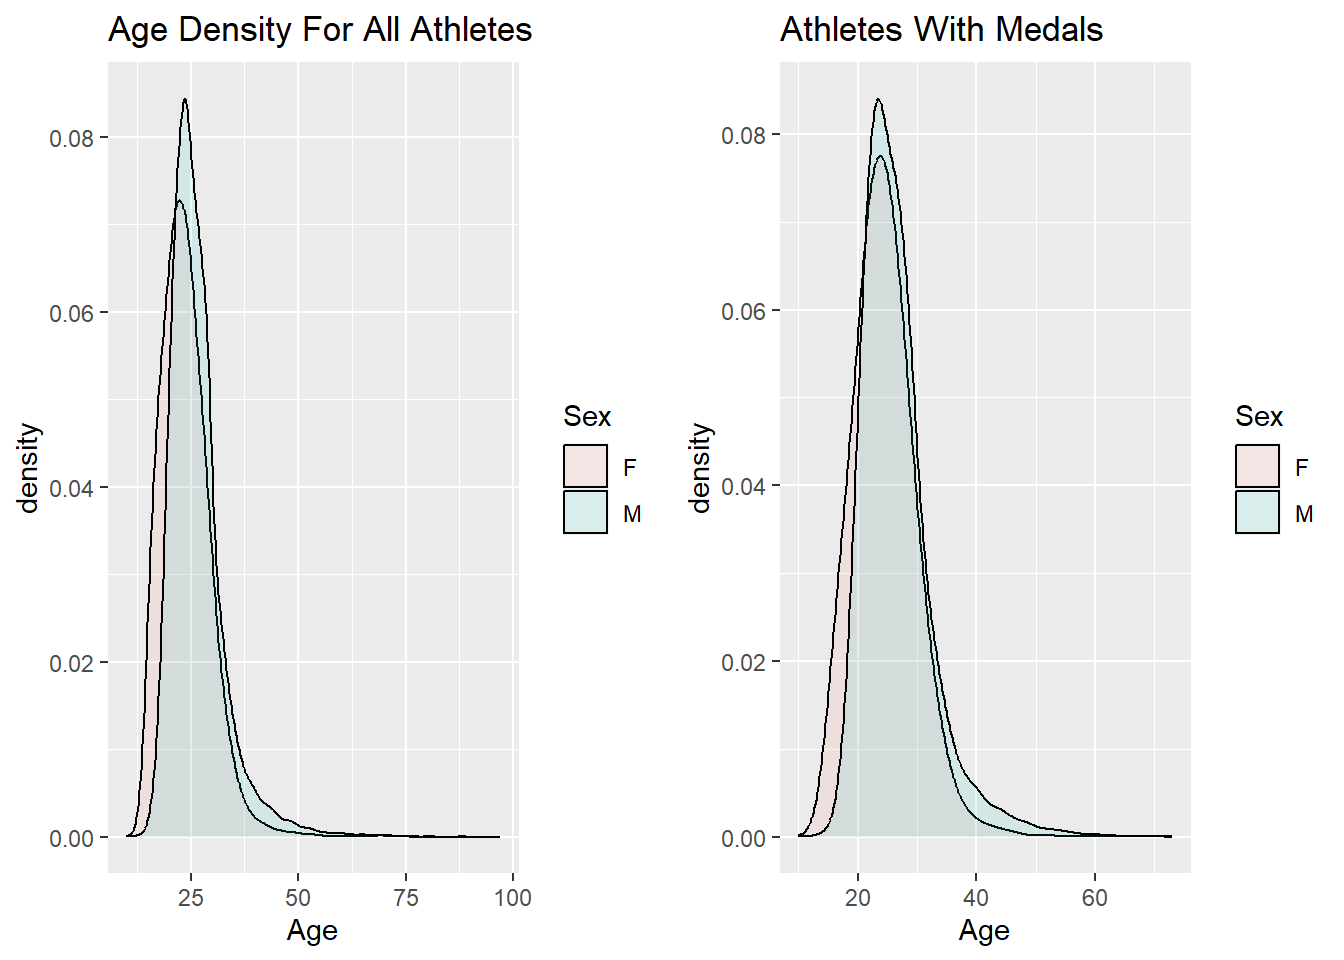 Age Density For All Athletes
density
0.08
0.06
0.04
0.02
0.00
25 50 75 100
Age
Sex
F
M
Athletes With Medals
density
0.08
0.06
0.04
0.02
0.00
20 40 60
Age
Sex
F
M